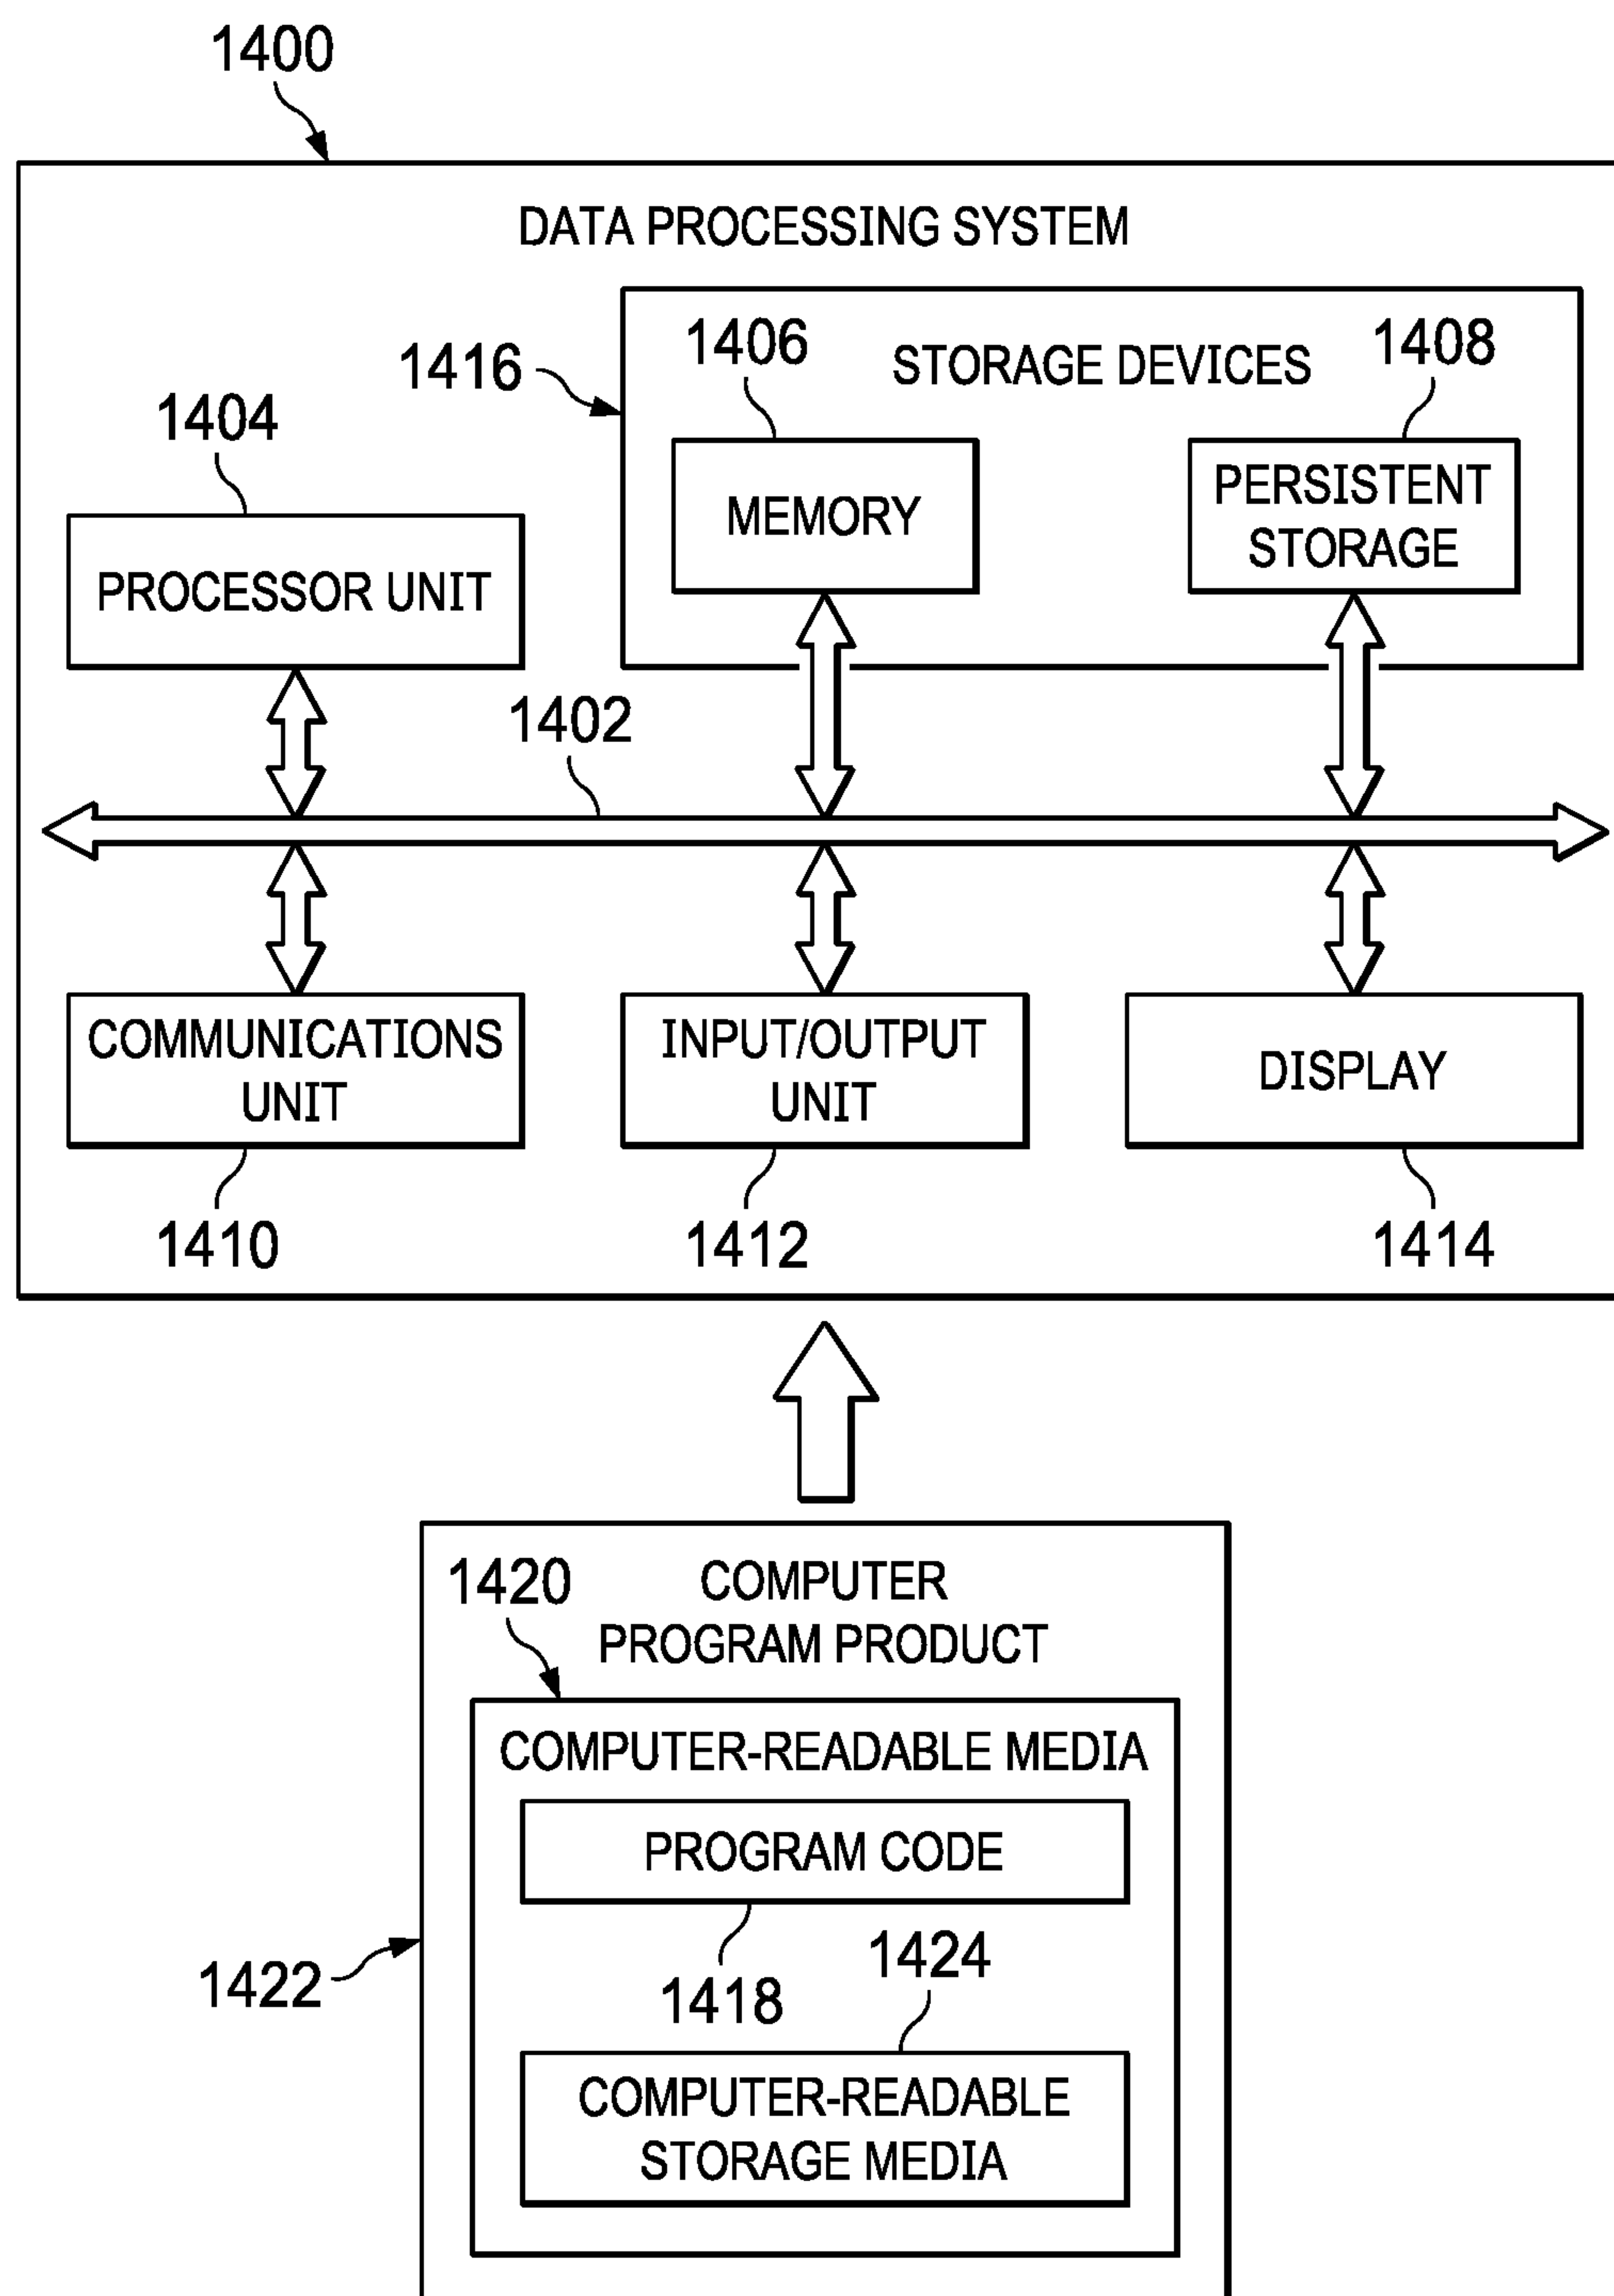 1400
DATA PROCESSING SYSTEM
1416
1406
STORAGE DEVICES
1408
1404
MEMORY
PERSISTENT
STORAGE
PROCESSOR UNIT
1402
COMMUNICATIONS
UNIT
INPUT/OUTPUT
UNIT
DISPLAY
1410
1412
1414
1420
COMPUTER
PROGRAM PRODUCT
COMPUTER-READABLE MEDIA
PROGRAM CODE
1422
1418
1424
COMPUTER-READABLE
STORAGE MEDIA